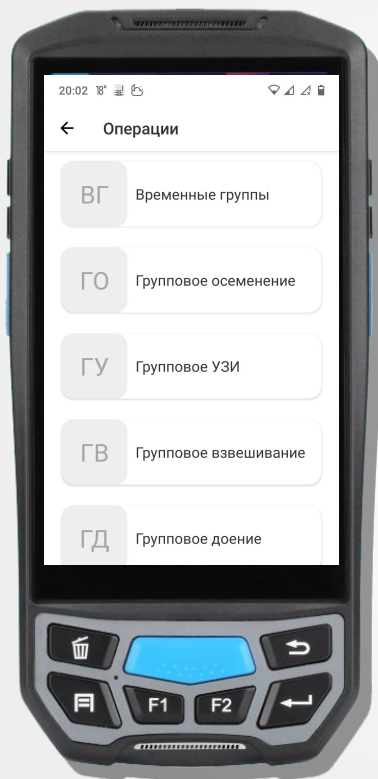 20:02 18°
Операции
ВГ Временные группы
ГО Групповое осеменение
ГУ Групповое УЗИ
ГВ Групповое взвешивание
ГД Групповое доение
F1 F2